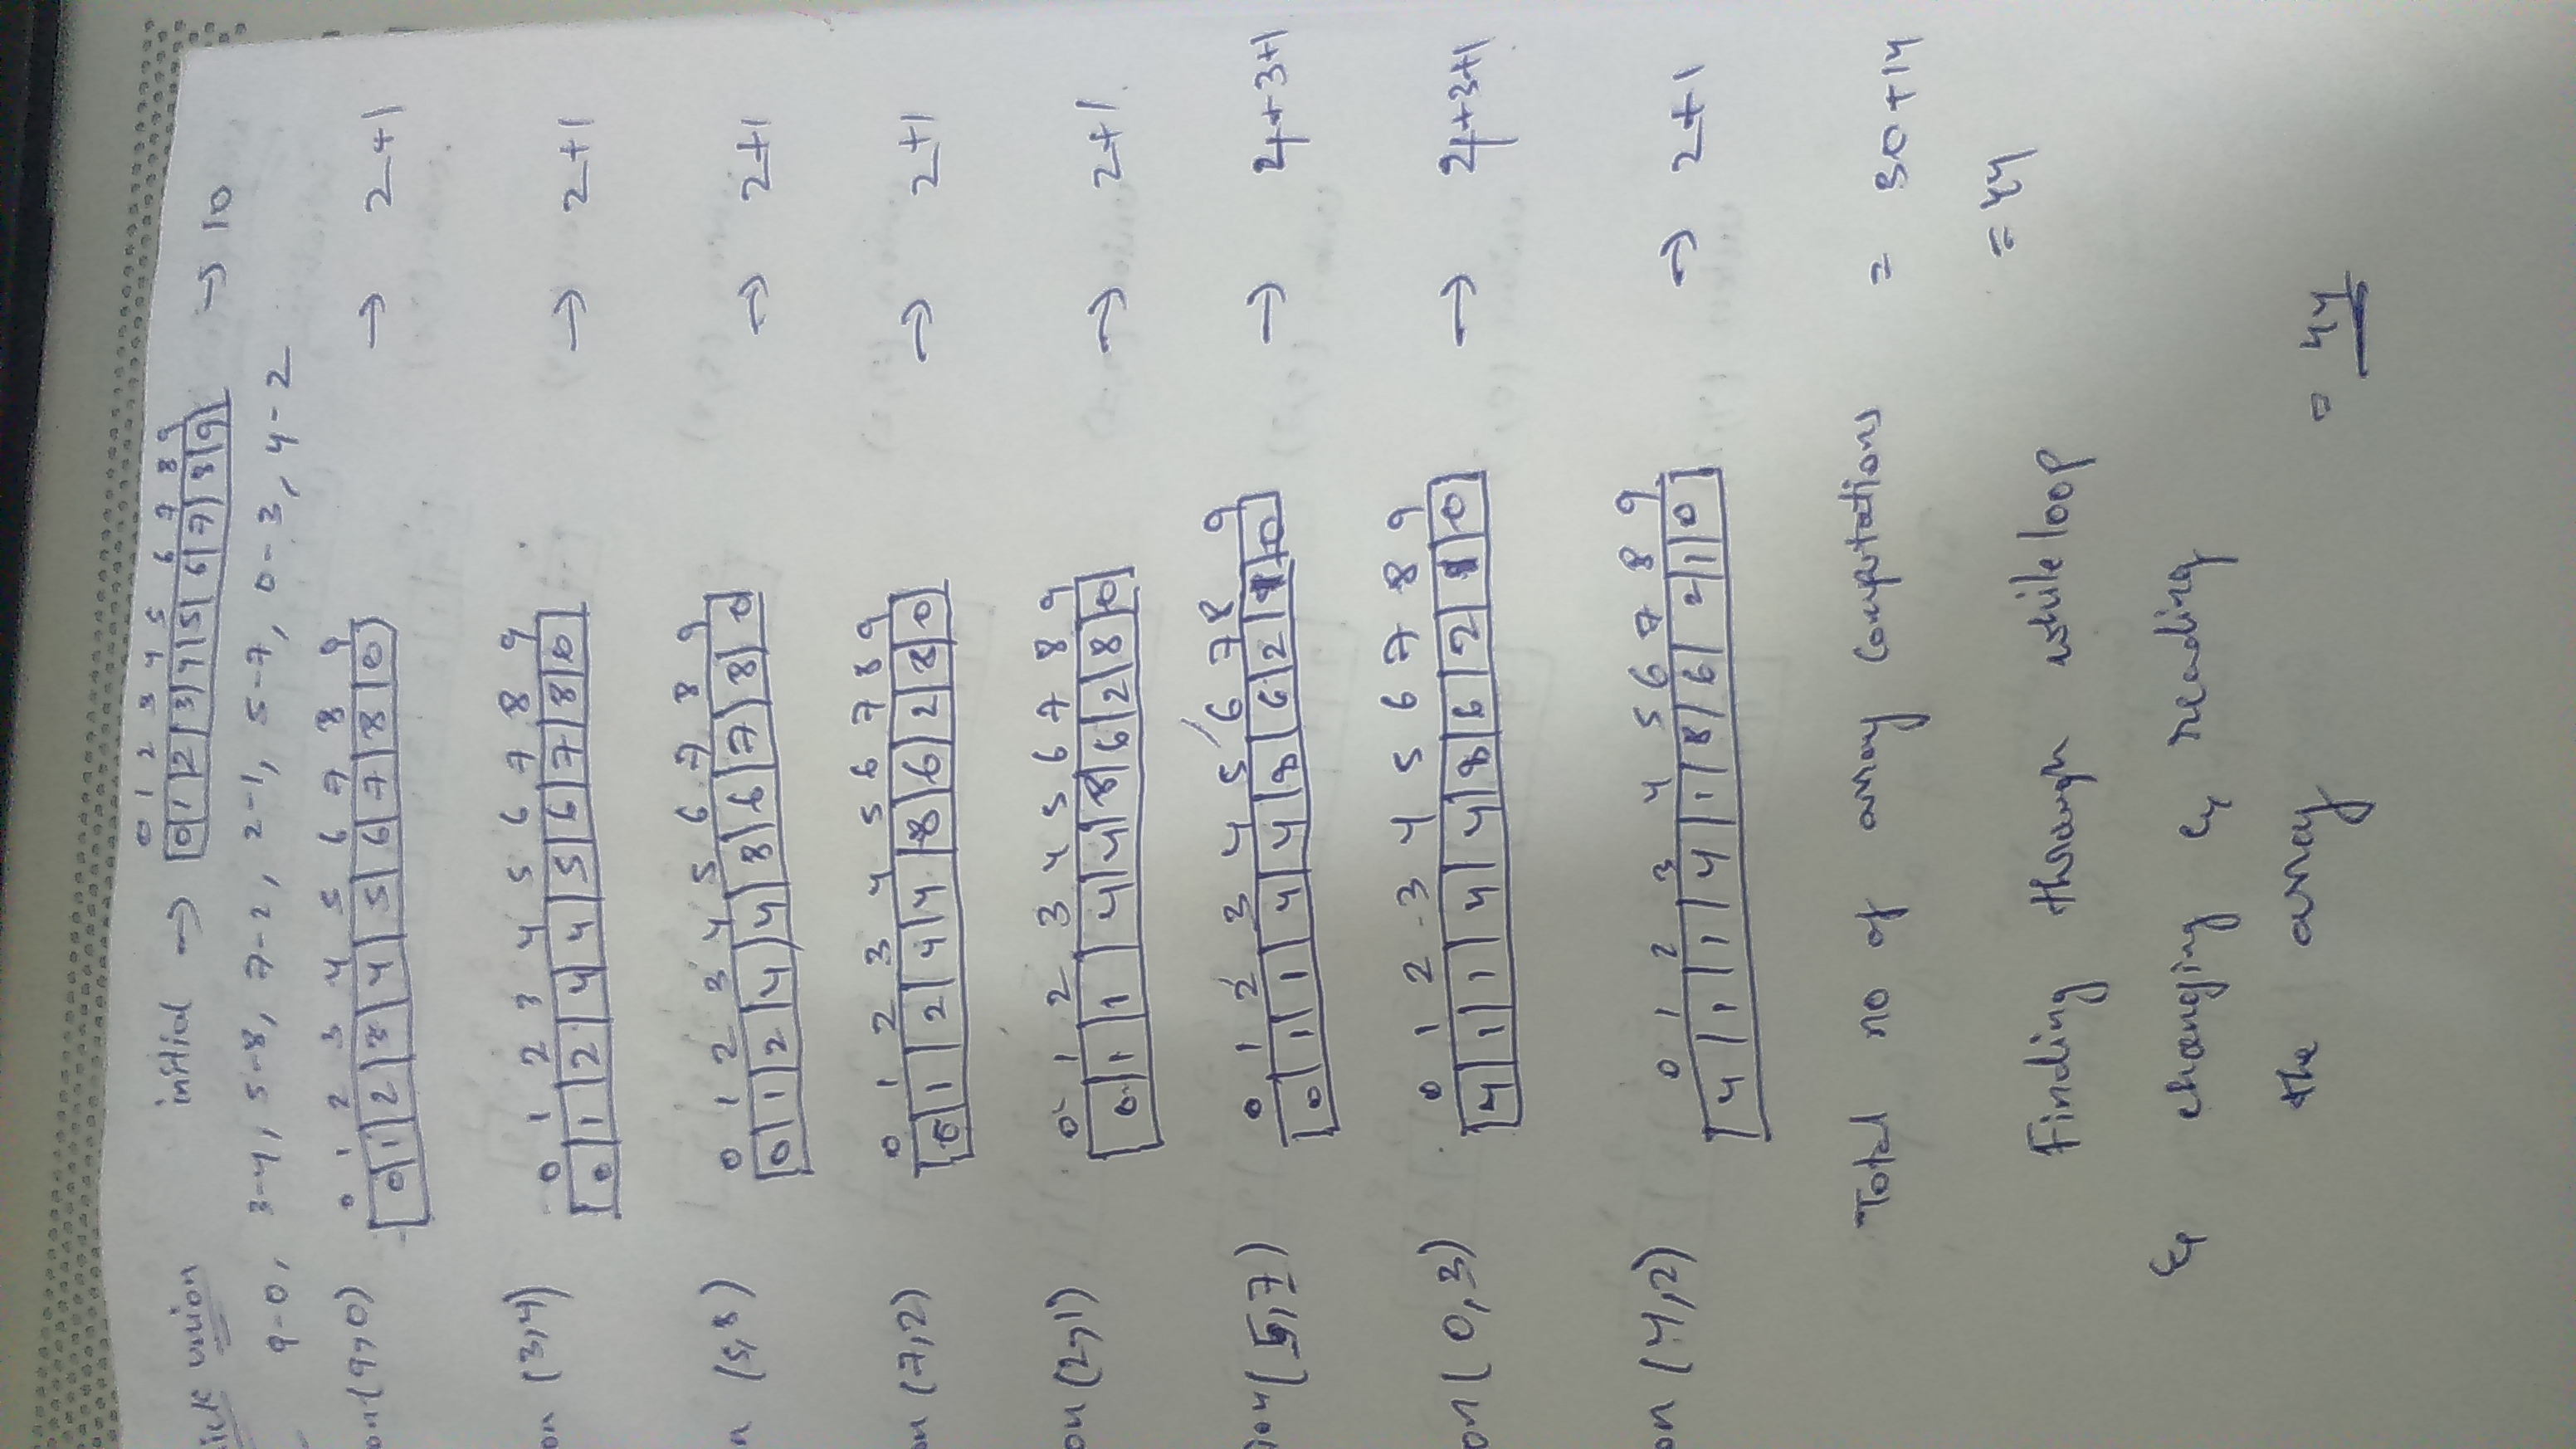 ick union initial → 0 1 2 3 4 5 6 7 8 9
0 1 2 3 4 5 6 7 8 9 → 10
9-0, 3-4, 5-8, 7-2, 2-1, 5-7, 0-3, 4-2
0 1 2 3 4 5 6 7 8 9
on(9,0) 0 1 2 3 4 5 6 7 8 0 → 2+1
0 1 2 3 4 5 6 7 8 9
on (3,4) 0 1 2 4 4 5 6 7 8 0 → 2+1
0 1 2 3 4 5 6 7 8 9
n (5,8) 0 1 2 4 4 8 6 7 8 0 → 2+1
0 1 2 3 4 5 6 7 8 9
on (7,2) 0 1 2 4 4 8 6 2 8 0 → 2+1
0 1 2 3 4 5 6 7 8 9
on (2,1) 0 1 1 4 4 8 6 2 8 0 → 2+1
0 1 2 3 4 5 6 7 8 9
ion(5,7) 0 1 1 4 4 8 6 2 1 0 → 4+3+1
0 1 2 3 4 5 6 7 8 9
on(0,3) 4 1 1 4 4 8 6 2 1 0 → 4+3+1
0 1 2 3 4 5 6 7 8 9
on (4,2) 4 1 1 4 1 8 6 2 1 0 → 2+1
Total no of array Computations = 30+14
= 44
Finding through while loop
& changing & reading
the array = 44